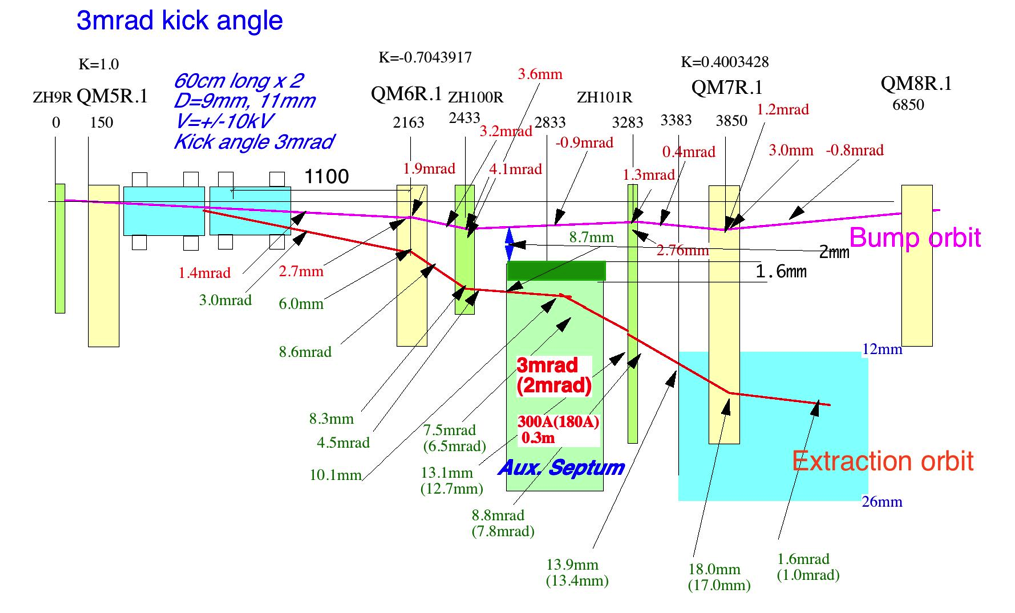 3mrad kick angle
K=1.0
K=-0.7043917
K=0.4003428
60cm long x 2
D=9mm, 11mm
V=+/-10kV
Kick angle 3mrad
ZH9R
QM5R.1
QM6R.1
ZH100R
ZH101R
QM7R.1
QM8R.1
0
150
2163
2433
2833
3283
3383
3850
6850
3.6mm
3.2mrad
-0.9mrad
1.2mrad
1.9mrad
4.1mrad
1.3mrad
0.4mrad
3.0mm
-0.8mrad
1100
8.7mm
2.76mm
2mm
Bump orbit
1.4mrad
2.7mm
1.6mm
3.0mrad
6.0mm
8.6mrad
12mm
3mrad
(2mrad)
300A(180A)
0.3m
Aux. Septum
8.3mm
4.5mrad
10.1mm
7.5mrad
(6.5mrad)
13.1mm
(12.7mm)
8.8mrad
(7.8mrad)
Extraction orbit
26mm
13.9mm
(13.4mm)
18.0mm
(17.0mm)
1.6mrad
(1.0mrad)